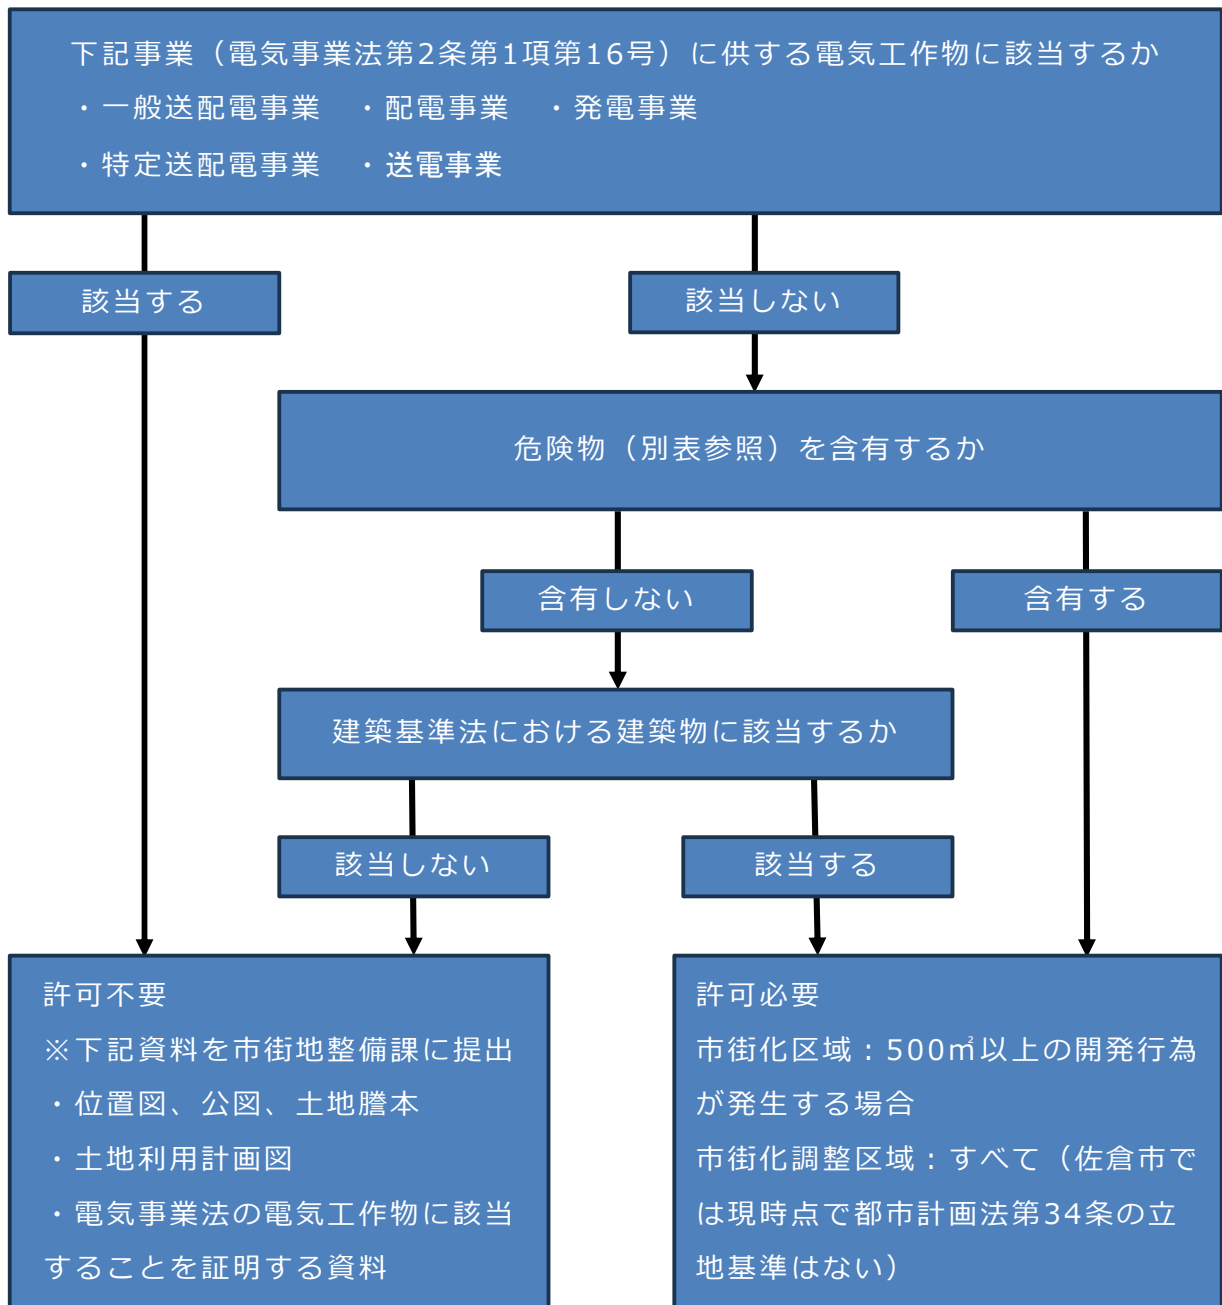 下記事業（電気事業法第2条第1項第16号）に供する電気工作物に該当するか
・一般送配電事業　・配電事業　・発電事業
・特定送配電事業　・送電事業
該当する
該当しない
危険物（別表参照）を含有するか
含有しない
含有する
建築基準法における建築物に該当するか
該当しない
該当する
許可不要
※下記資料を市街地整備課に提出
・位置図、公図、土地謄本
・土地利用計画図
・電気事業法の電気工作物に該当
することを証明する資料
許可必要
市街化区域：500㎡以上の開発行為
が発生する場合
市街化調整区域：すべて（佐倉市で
は現時点で都市計画法第34条の立
地基準はない）